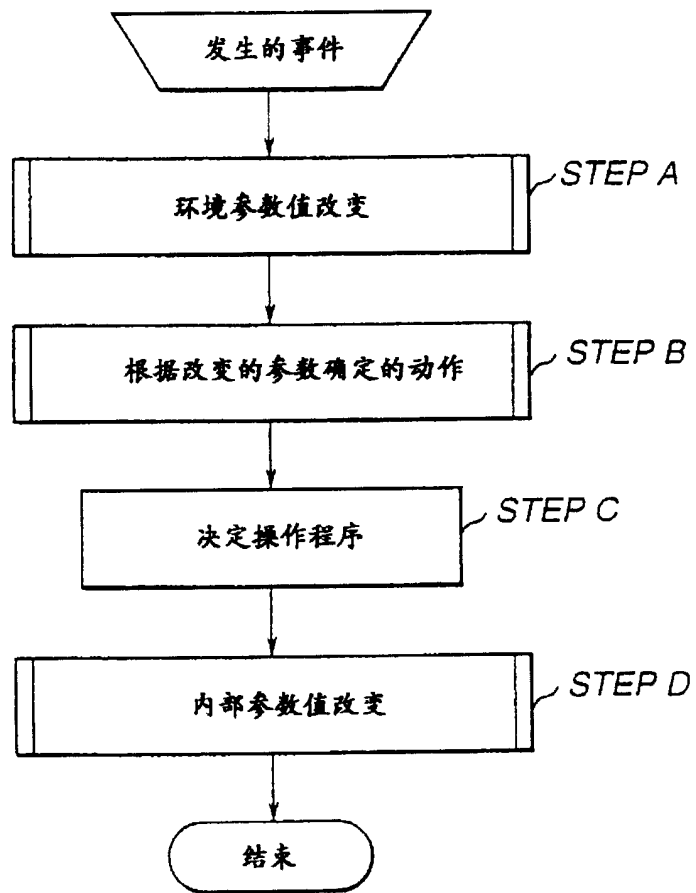 发生的事件
环境参数值改变
STEP A
根据改变的参数确定的动作
STEP B
决定操作程序
STEP C
内部参数值改变
STEP D
结束